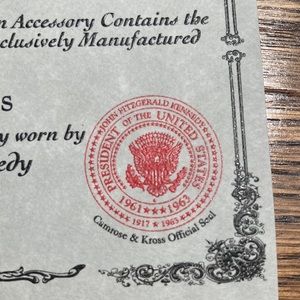 n Accessory Contains the
clusively Manufactured
s
y worn by
edy
JOHN FITZGERALD KENNEDY
PRESIDENT OF THE UNITED STATES
1961 ★★★ 1963
1917 ★ 1963
Camrose & Kross Official Seal